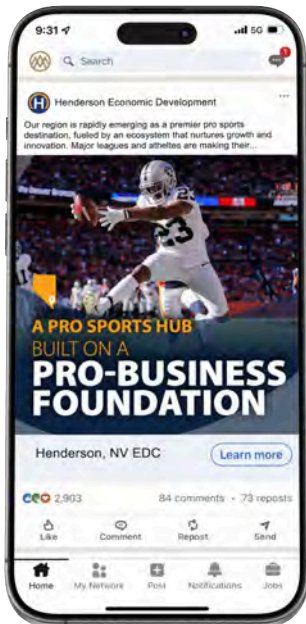 9:31
5G
Search
1
Henderson Economic Development
Our region is rapidly emerging as a premier pro sports
destination, fueled by an ecosystem that nurtures growth and
innovation. Major leagues and atheltes are making their...
23
23
A PRO SPORTS HUB
BUILT ON A
PRO-BUSINESS
FOUNDATION
Henderson, NV EDC
Learn more
2,903
84 comments • 73 reposts
Like Comment Repost Send
Home My Network Post Notifications Jobs